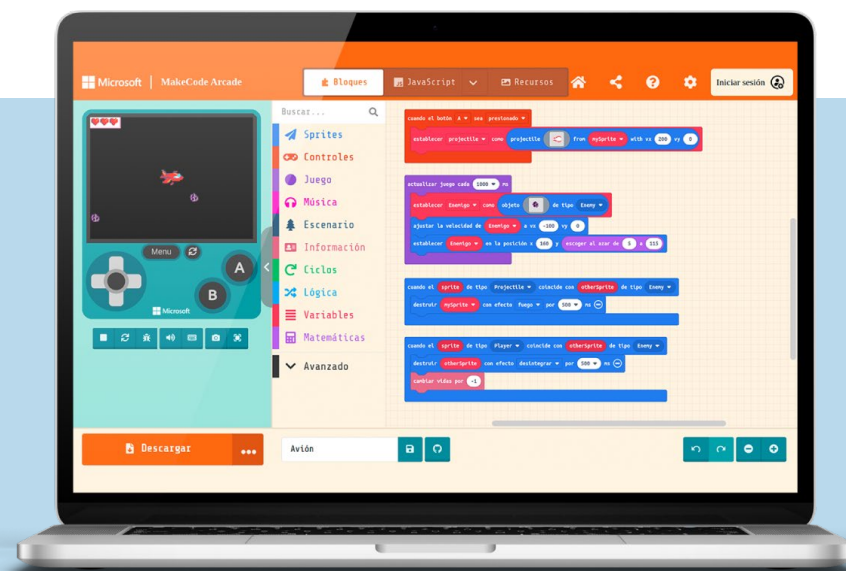 Microsoft | MakeCode Arcade
Bloques
JavaScript
Recursos
Iniciar sesión
Menu
A
B
Microsoft
Buscar...
Sprites
Controles
Juego
Música
Escenario
Información
Ciclos
Lógica
Variables
Matemáticas
Avanzado
cuando el botón A sea presionado
establecer projectile como projectile from mySprite with vx 200 vy 0
actualizar juego cada 1000 ms
establecer Enemigo como objeto de tipo Enemy
ajustar la velocidad de Enemigo a vx -100 vy 0
establecer Enemigo en la posición x 160 y escoger al azar de 5 a 115
cuando el sprite de tipo Projectile coincide con otherSprite de tipo Enemy
destruir mySprite con efecto fuego por 500 ms
cuando el sprite de tipo Player coincide con otherSprite de tipo Enemy
destruir otherSprite con efecto desintegrar por 500 ms
cambiar vidas por -1
Descargar
Avión